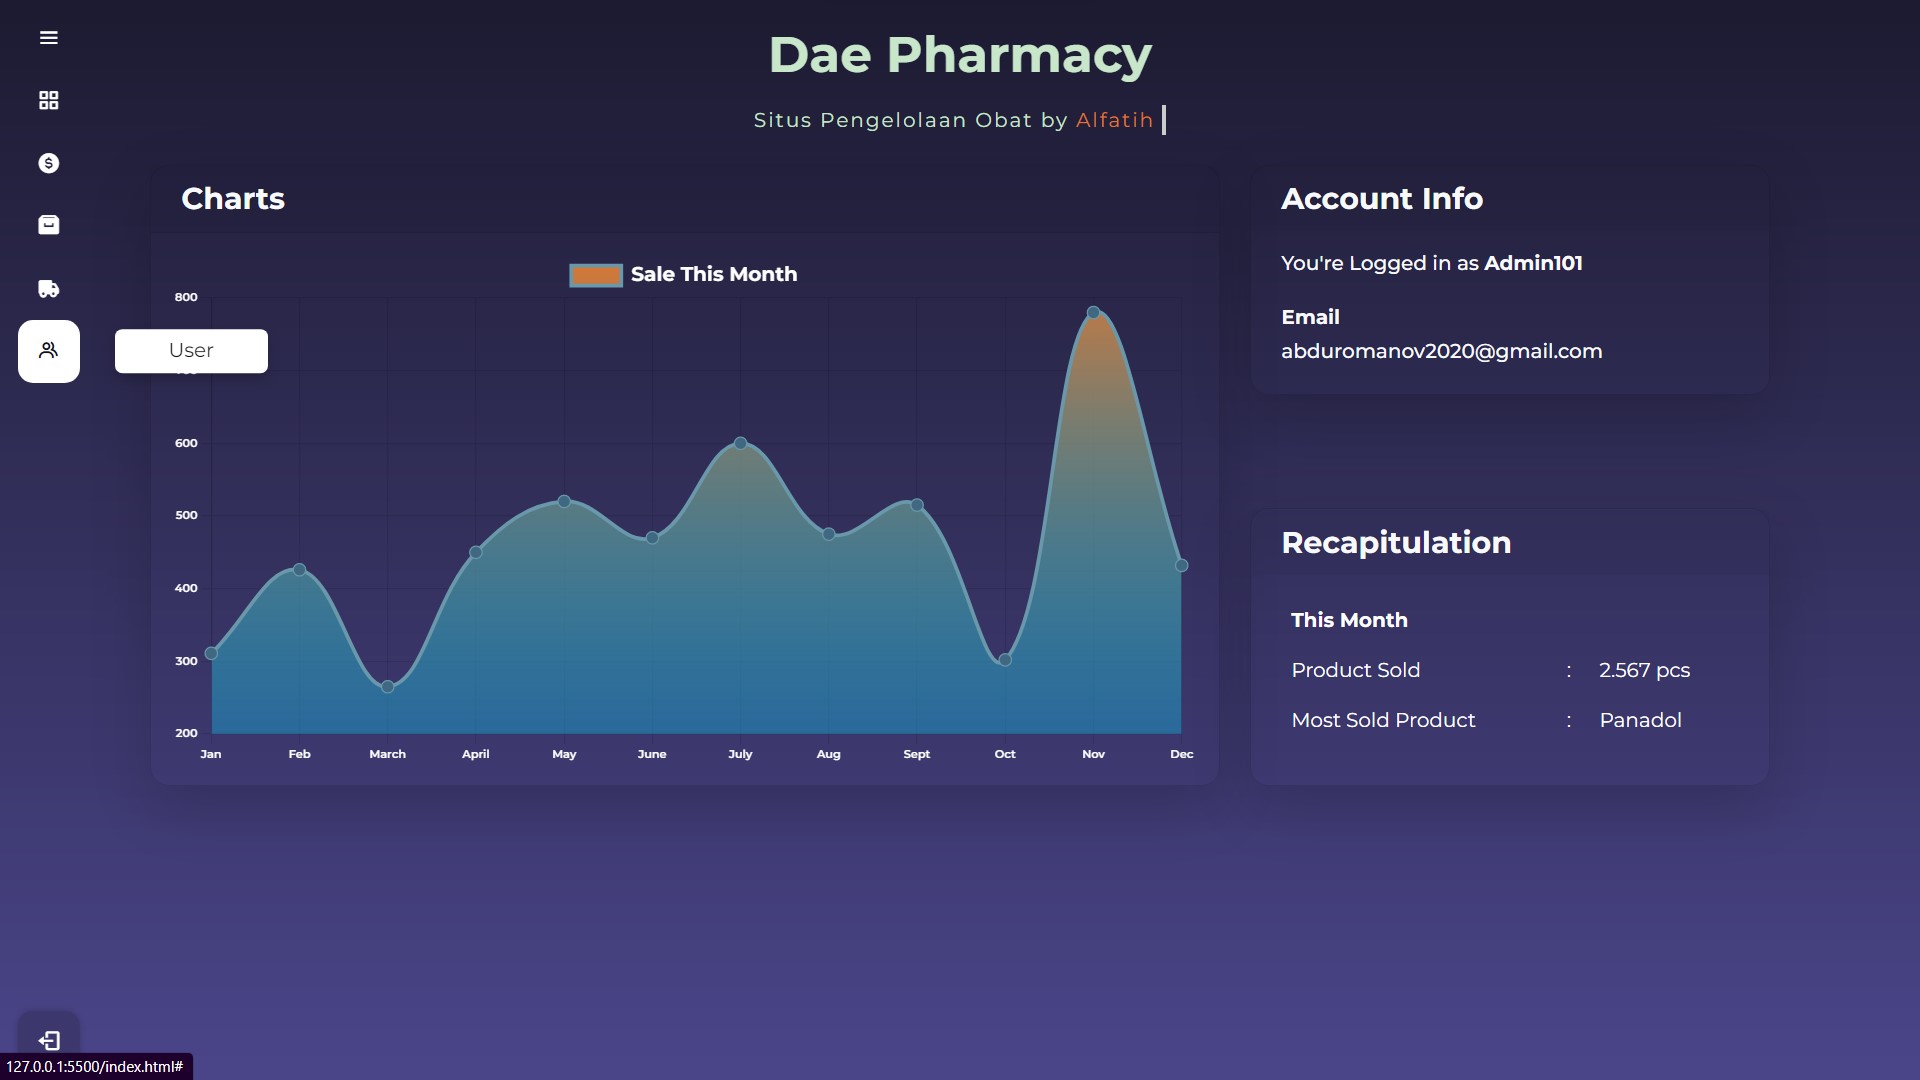 Dae Pharmacy
Situs Pengelolaan Obat by Alfatih
Charts
Sale This Month
800
600
500
400
300
200
Jan Feb March April May June July Aug Sept Oct Nov Dec
User
Account Info
You're Logged in as Admin101
Email
abduromanov2020@gmail.com
Recapitulation
This Month
Product Sold : 2.567 pcs
Most Sold Product : Panadol
127.0.0.1:5500/index.html#